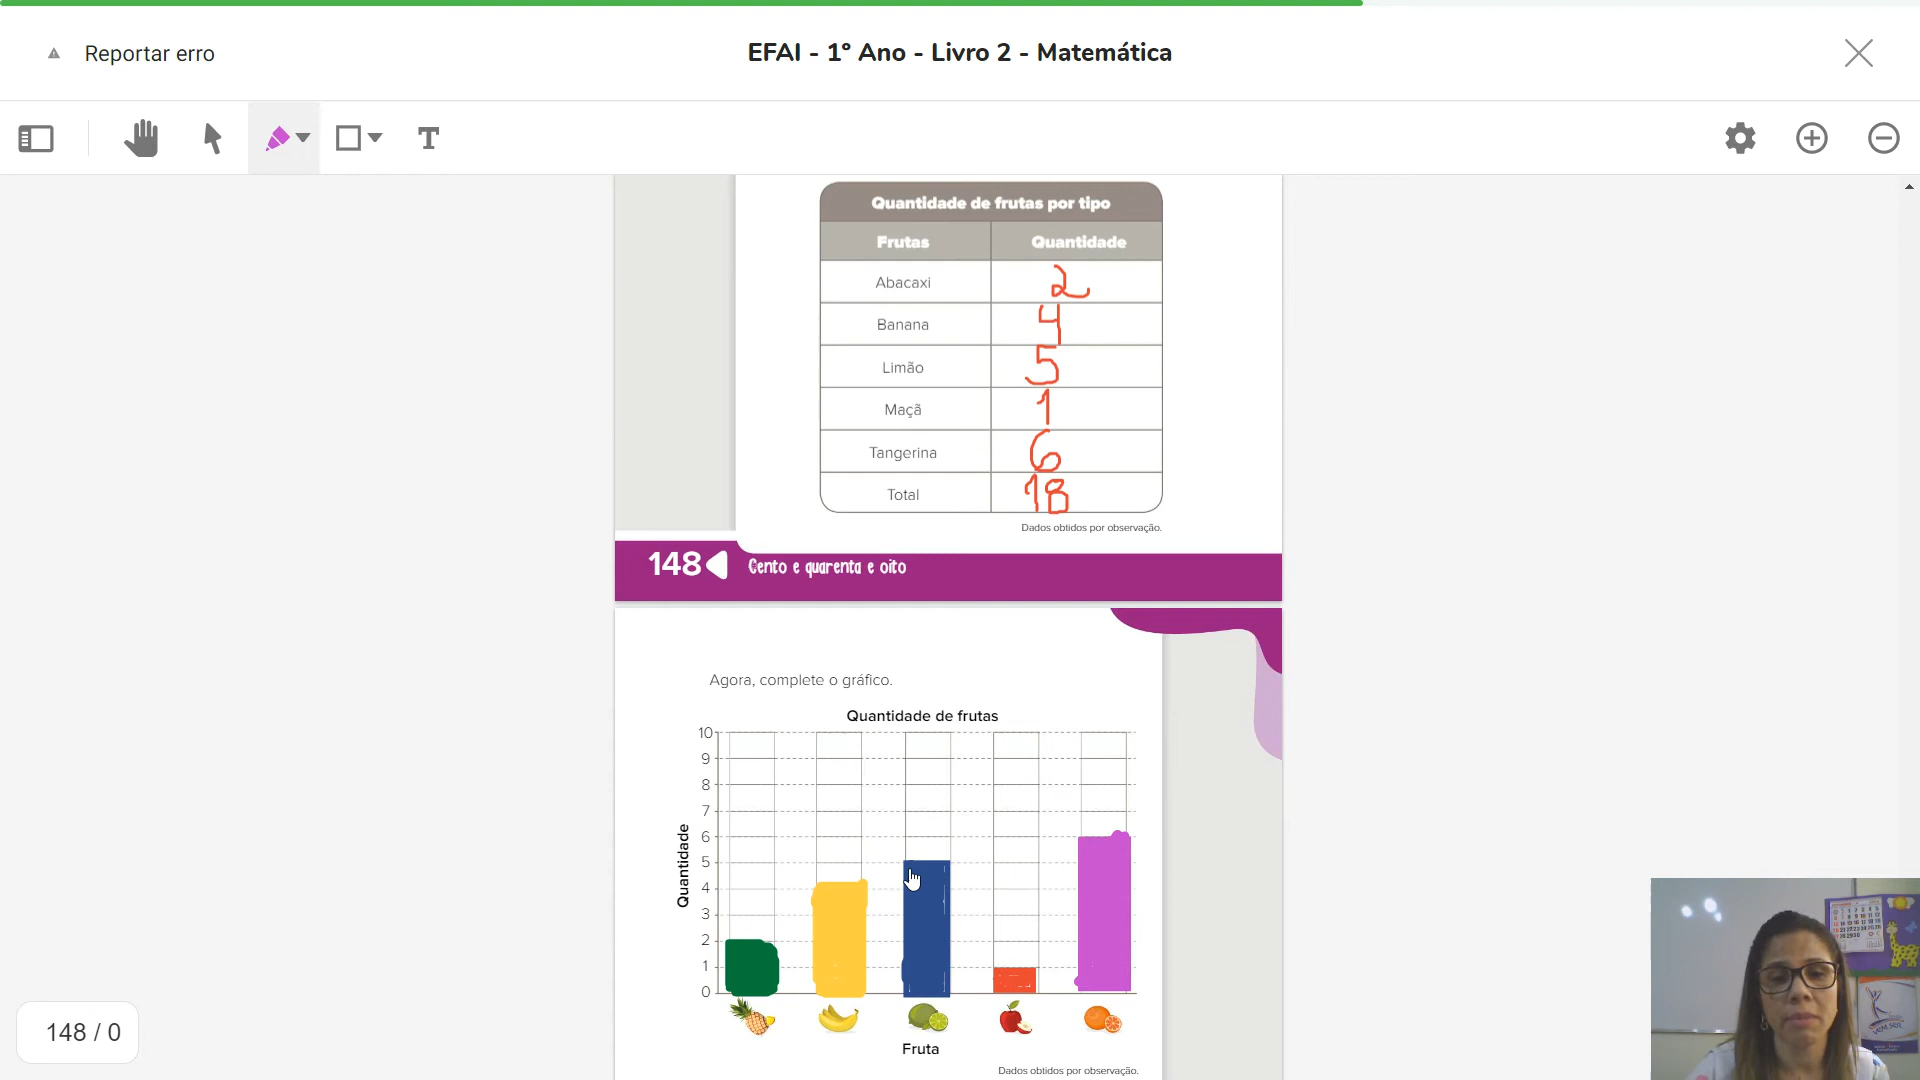 Reportar erro
EFAI - 1º Ano - Livro 2 - Matemática
T
Quantidade de frutas por tipo
Frutas Quantidade
Abacaxi 2
Banana 4
Limão 5
Maçã 1
Tangerina 6
Total 18
Dados obtidos por observação.
148 Cento e quarenta e oito
Agora, complete o gráfico.
Quantidade de frutas
Quantidade
10
9
8
7
6
5
4
3
2
1
0
Fruta
Dados obtidos por observação.
148 / 0